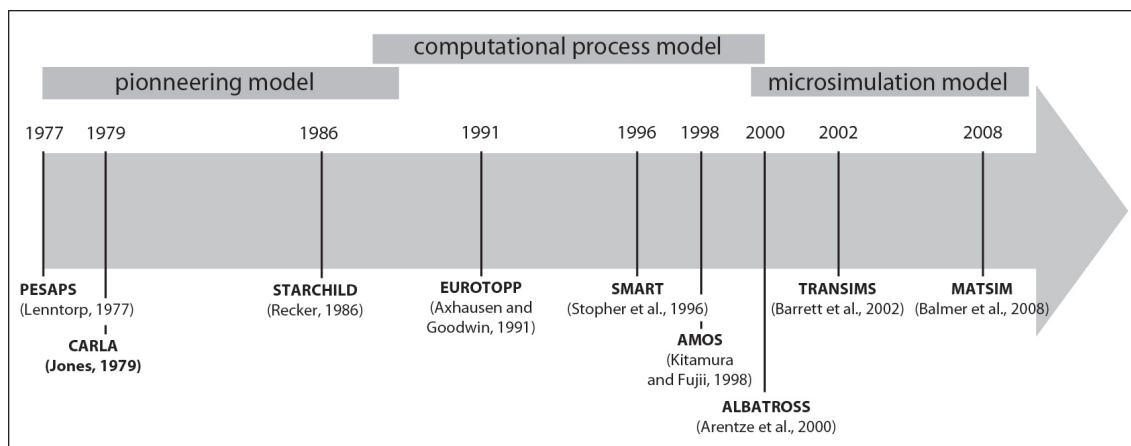 computational process model
pionneering model
microsimulation model
1977
1979
1986
1991
1996
1998
2000
2002
2008
PESAPS
(Lenntorp, 1977)
CARLA
(Jones, 1979)
STARCHILD
(Recker, 1986)
EUROTOPP
(Axhausen and
Goodwin, 1991)
SMART
(Stopher et al., 1996)
AMOS
(Kitamura
and Fujii, 1998)
ALBATROSS
(Arentze et al., 2000)
TRANSIMS
(Barrett et al., 2002)
MATSIM
(Balmer et al., 2008)